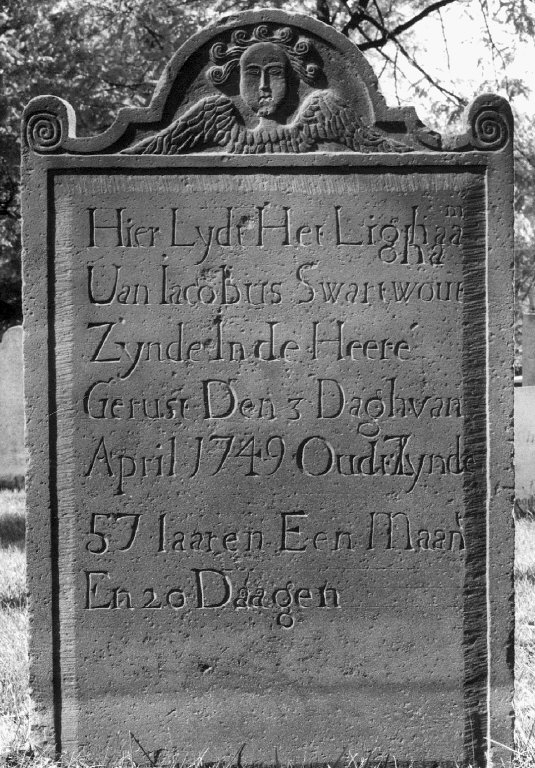 Hier Lydt Het Lighaam
Van IacoBus Swartwout
Zynde In de Heere
Gerust Den 3 Dagh van
April 1749 Oudt Zynde
57 Iaaren Een Maan
En 20 Daagen